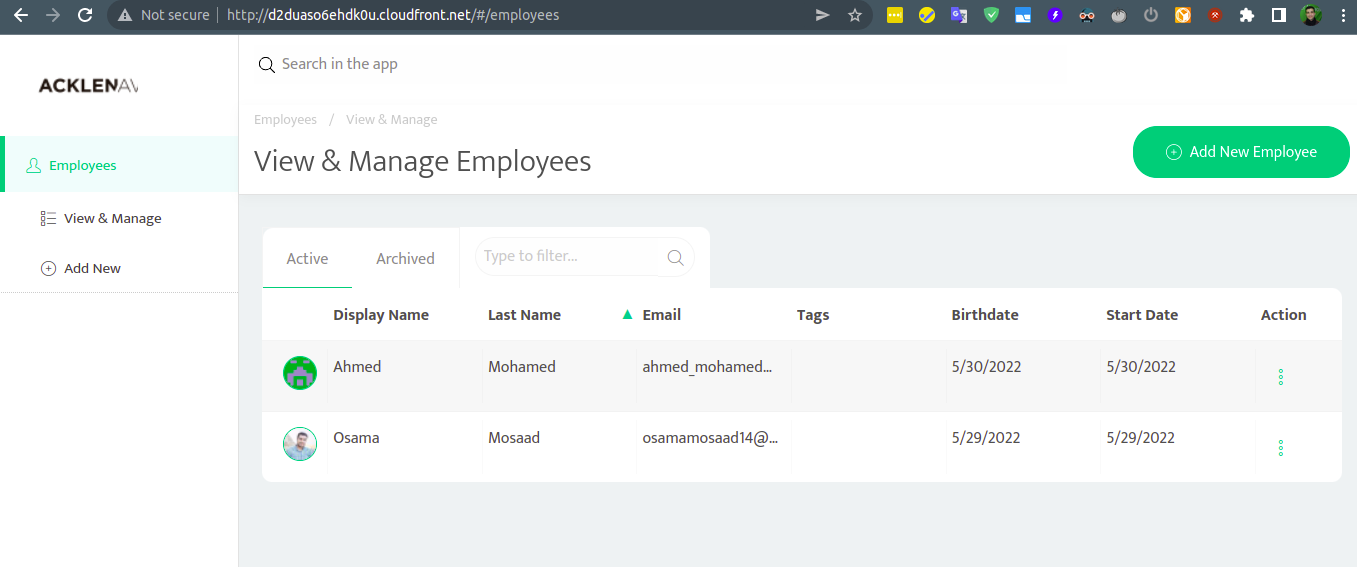 Not secure http://d2duaso6ehdk0u.cloudfront.net/#/employees
ACKLENAV
Search in the app
Employees / View & Manage
View & Manage Employees
Add New Employee
Employees
View & Manage
Add New
Active Archived Type to filter...
Display Name Last Name Email Tags Birthdate Start Date Action
Ahmed Mohamed ahmed_mohamed... 5/30/2022 5/30/2022
Osama Mosaad osamamosaad14@... 5/29/2022 5/29/2022